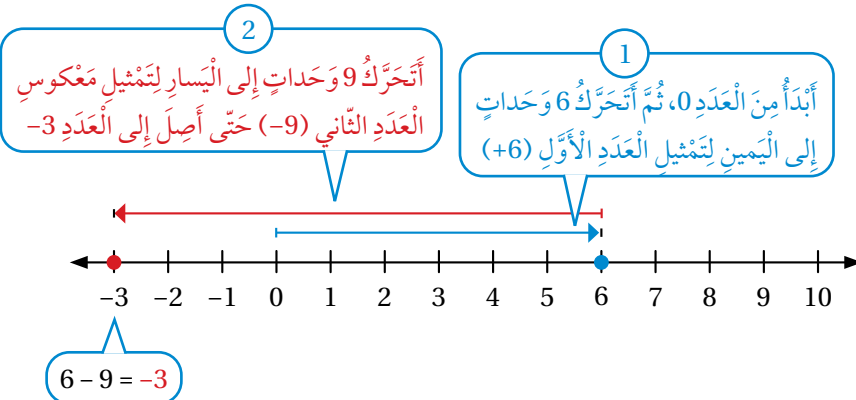 1
أَبْدَأُ مِنَ الْعَدَدِ 0، ثُمَّ أَتَحَرَّكُ 6 وَحَداتٍ
إِلى الْيَمينِ لِتَمْثيلِ الْعَدَدِ الْأَوَّلِ (6+)
2
أَتَحَرَّكُ 9 وَحَداتٍ إِلى الْيَسارِ لِتَمْثيلِ مَعْكوسِ
الْعَدَدِ الثّاني (9–) حَتّى أَصِلَ إِلى الْعَدَدِ 3–
–3 –2 –1 0 1 2 3 4 5 6 7 8 9 10
6 – 9 = –3